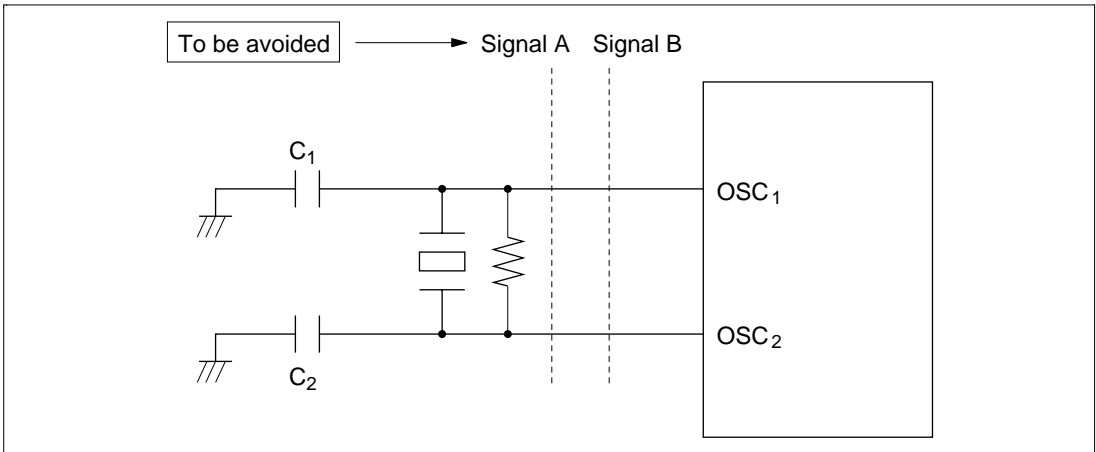 To be avoided Signal A Signal B
C1
OSC1
OSC2
C2